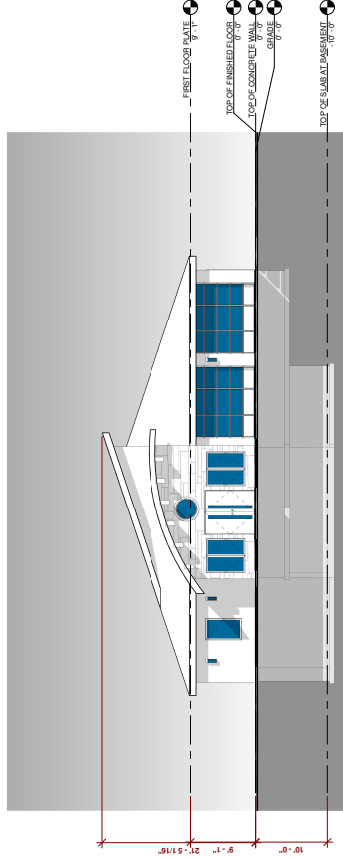 FIRST FLOOR PLATE
9' - 1"
TOP OF FINISHED FLOOR
0' - 0"
TOP OF CONCRETE WALL
0' - 0"
GRADE
0' - 0"
TOP OF SLAB AT BASEMENT
-10' - 0"
21' - 5 1/16"
9' - 1"
10' - 0"